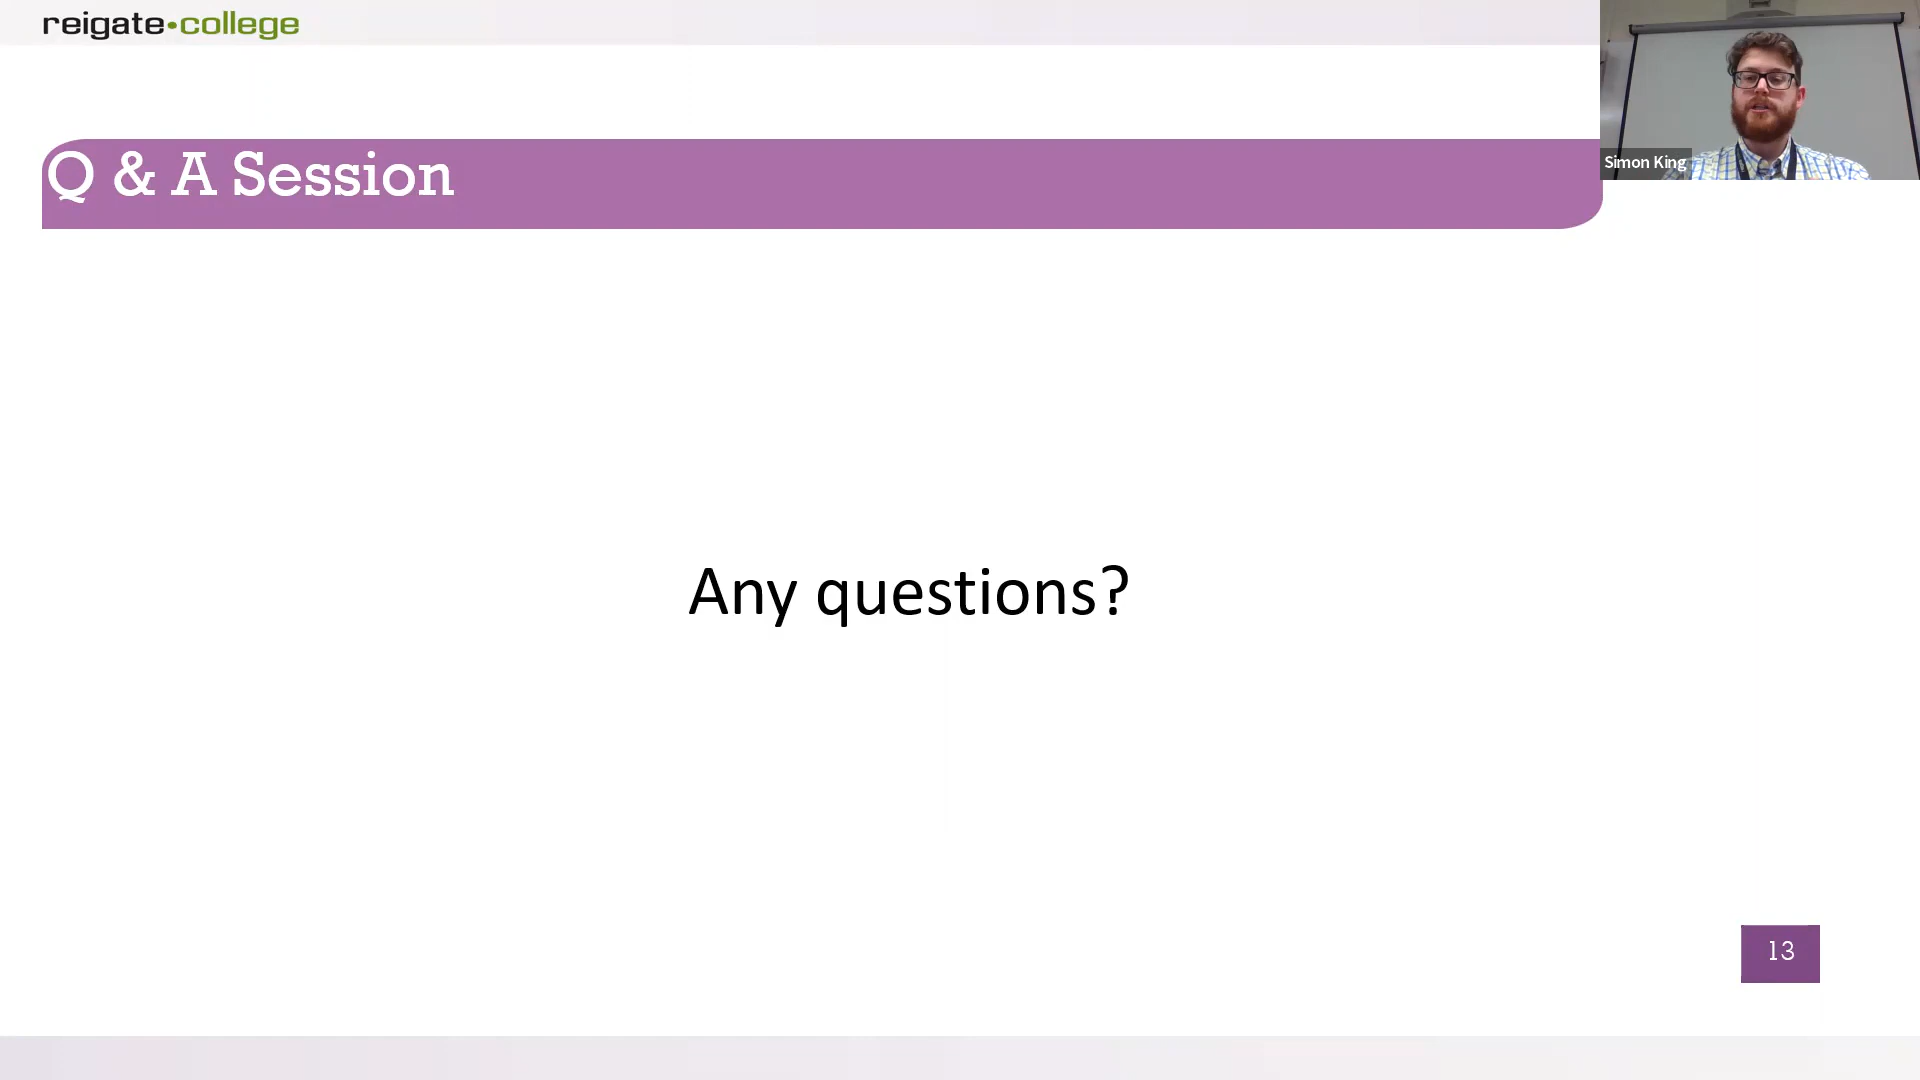 reigate•college
Simon King
Q & A Session
Any questions?
13